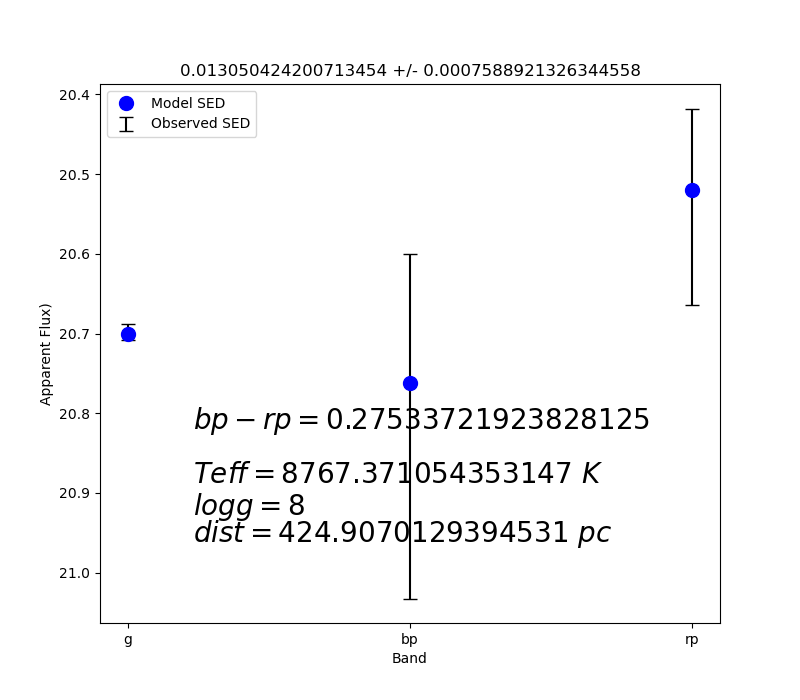 0.013050424200713454 +/- 0.0007588921326344558
Model SED
Observed SED
20.4
20.5
20.6
20.7
20.8
20.9
21.0
Apparent Flux)
bp − rp = 0.27533721923828125
Teff = 8767.371054353147 K
logg = 8
dist = 424.9070129394531 pc
g
bp
rp
Band